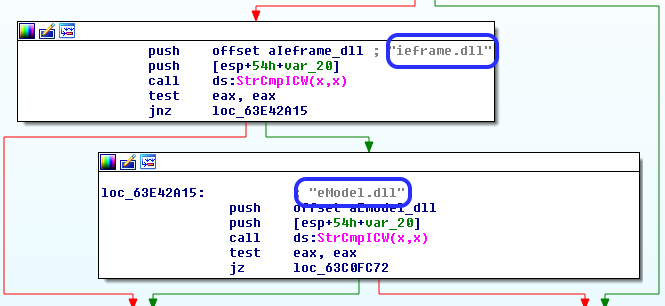 push offset aIeframe_dll ; "ieframe.dll"
push [esp+54h+var_20]
call ds:StrCmpICW(x,x)
test eax, eax
jnz loc_63E42A15
loc_63E42A15: ; "eModel.dll"
push offset aEmodel_dll
push [esp+54h+var_20]
call ds:StrCmpICW(x,x)
test eax, eax
jz loc_63C0FC72